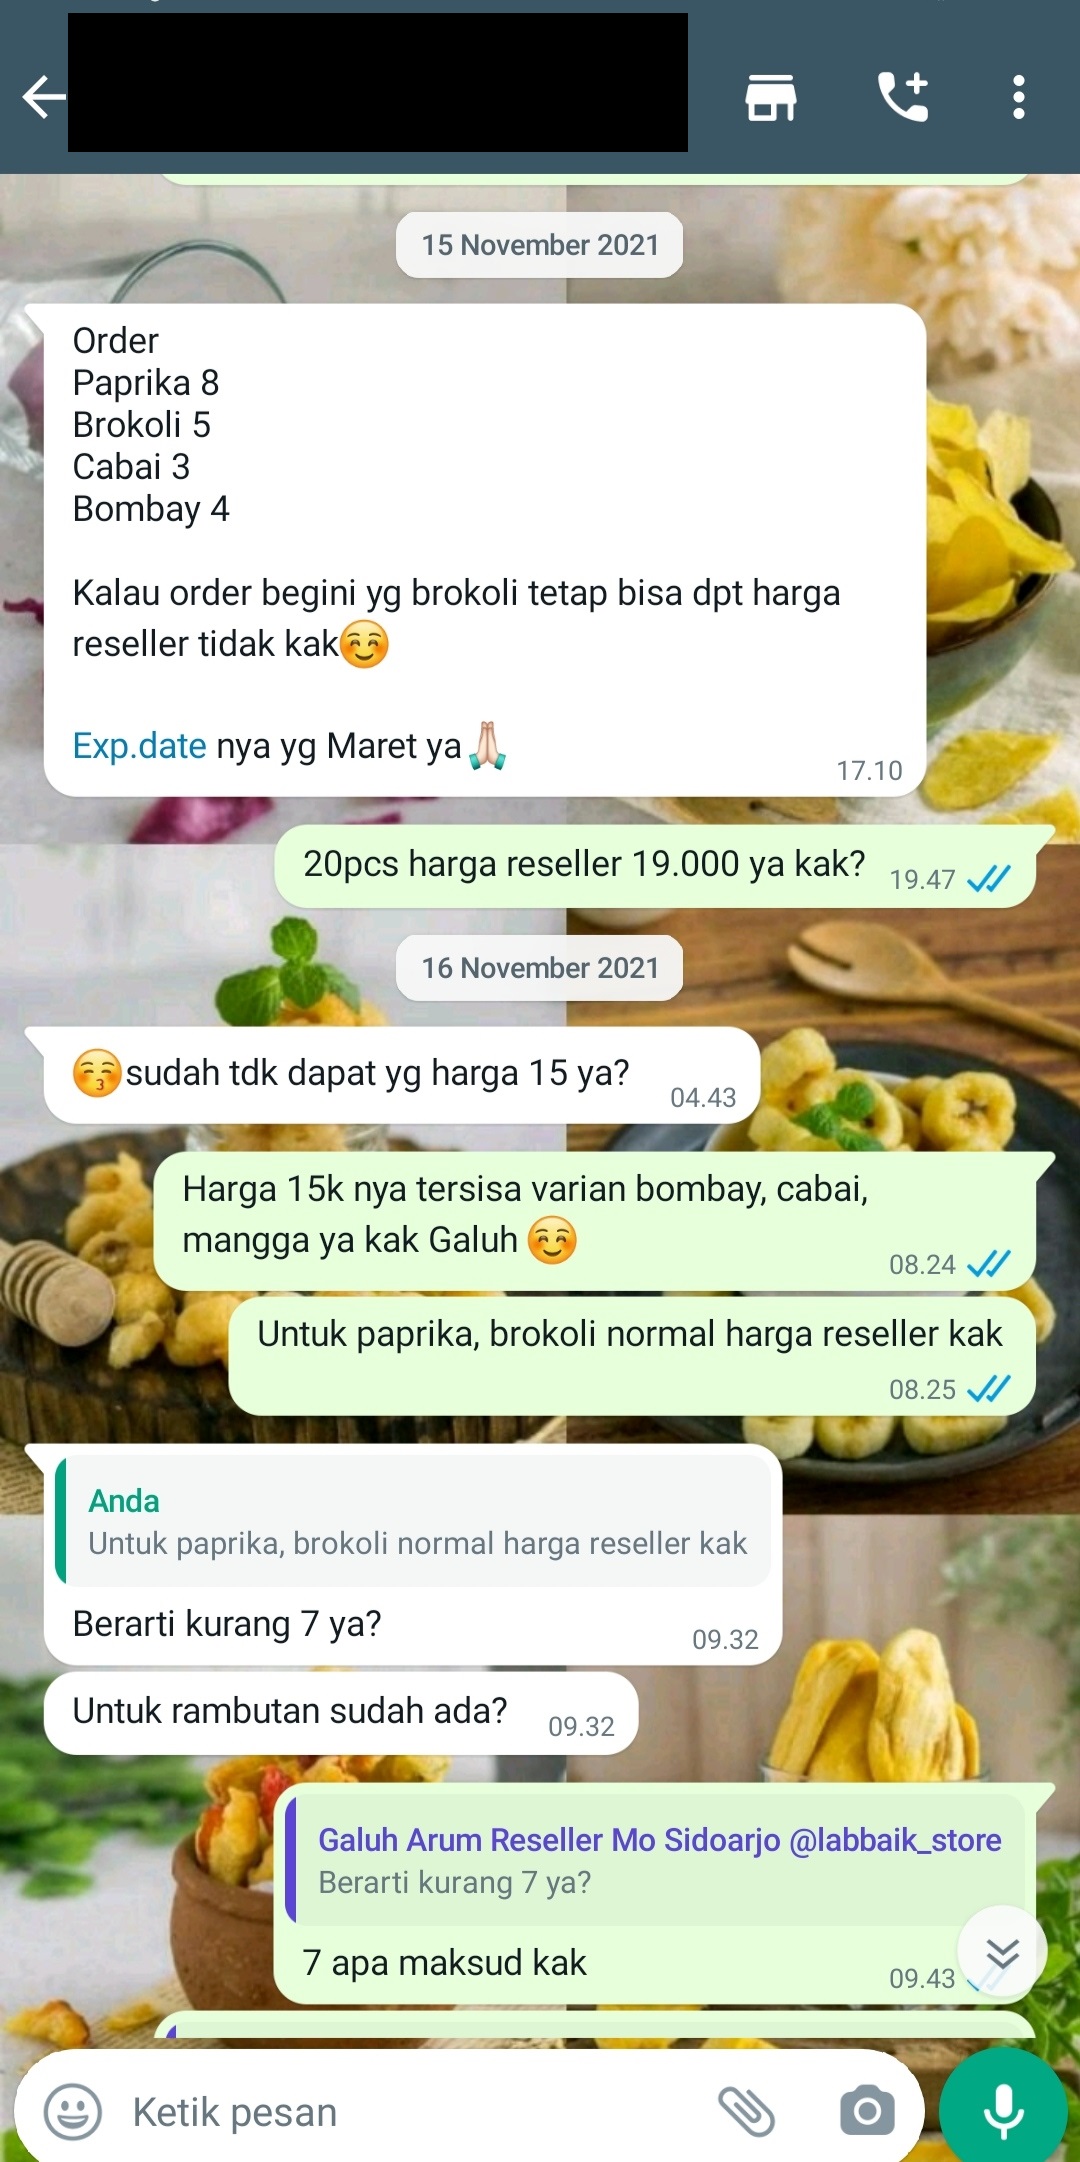 15 November 2021
Order
Paprika 8
Brokoli 5
Cabai 3
Bombay 4
Kalau order begini yg brokoli tetap bisa dpt harga
reseller tidak kak☺️
Exp.date nya yg Maret ya🙏🏻
17.10
20pcs harga reseller 19.000 ya kak?
19.47
16 November 2021
😚sudah tdk dapat yg harga 15 ya?
04.43
Harga 15k nya tersisa varian bombay, cabai,
mangga ya kak Galuh ☺️
08.24
Untuk paprika, brokoli normal harga reseller kak
08.25
Anda
Untuk paprika, brokoli normal harga reseller kak
Berarti kurang 7 ya?
09.32
Untuk rambutan sudah ada?
09.32
Galuh Arum Reseller Mo Sidoarjo @labbaik_store
Berarti kurang 7 ya?
7 apa maksud kak
09.43
Ketik pesan